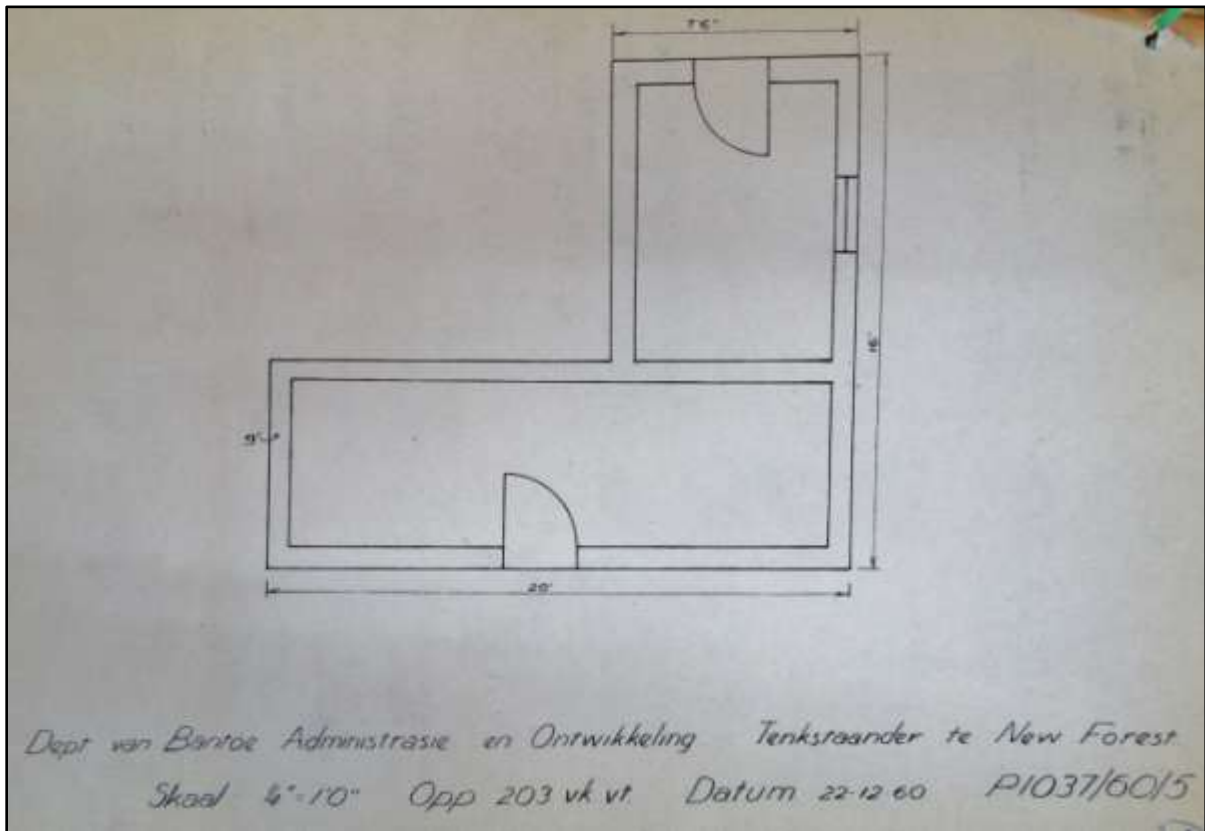 7'6"
16'
9"
20'
Dept van Bantoe Administrasie en Ontwikkeling Tenkstaander te New Forest.
Skaal ¼"=1'0" Opp 203 vk vt. Datum 22-12-60 P1037/60/5